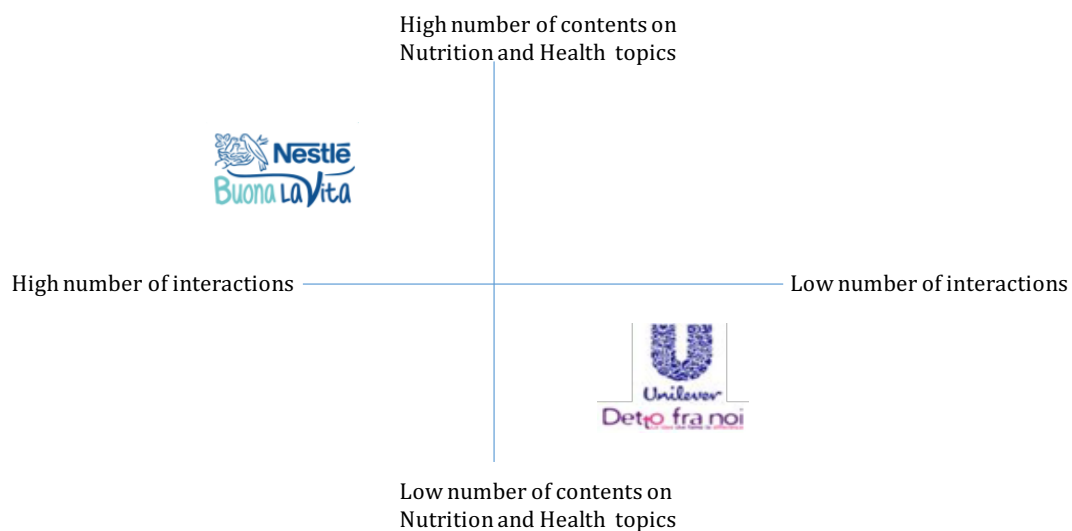 High number of contents on
Nutrition and Health topics
Nestlé
Buona La Vita
High number of interactions
Low number of interactions
Unilever
Detto fra noi
Low number of contents on
Nutrition and Health topics